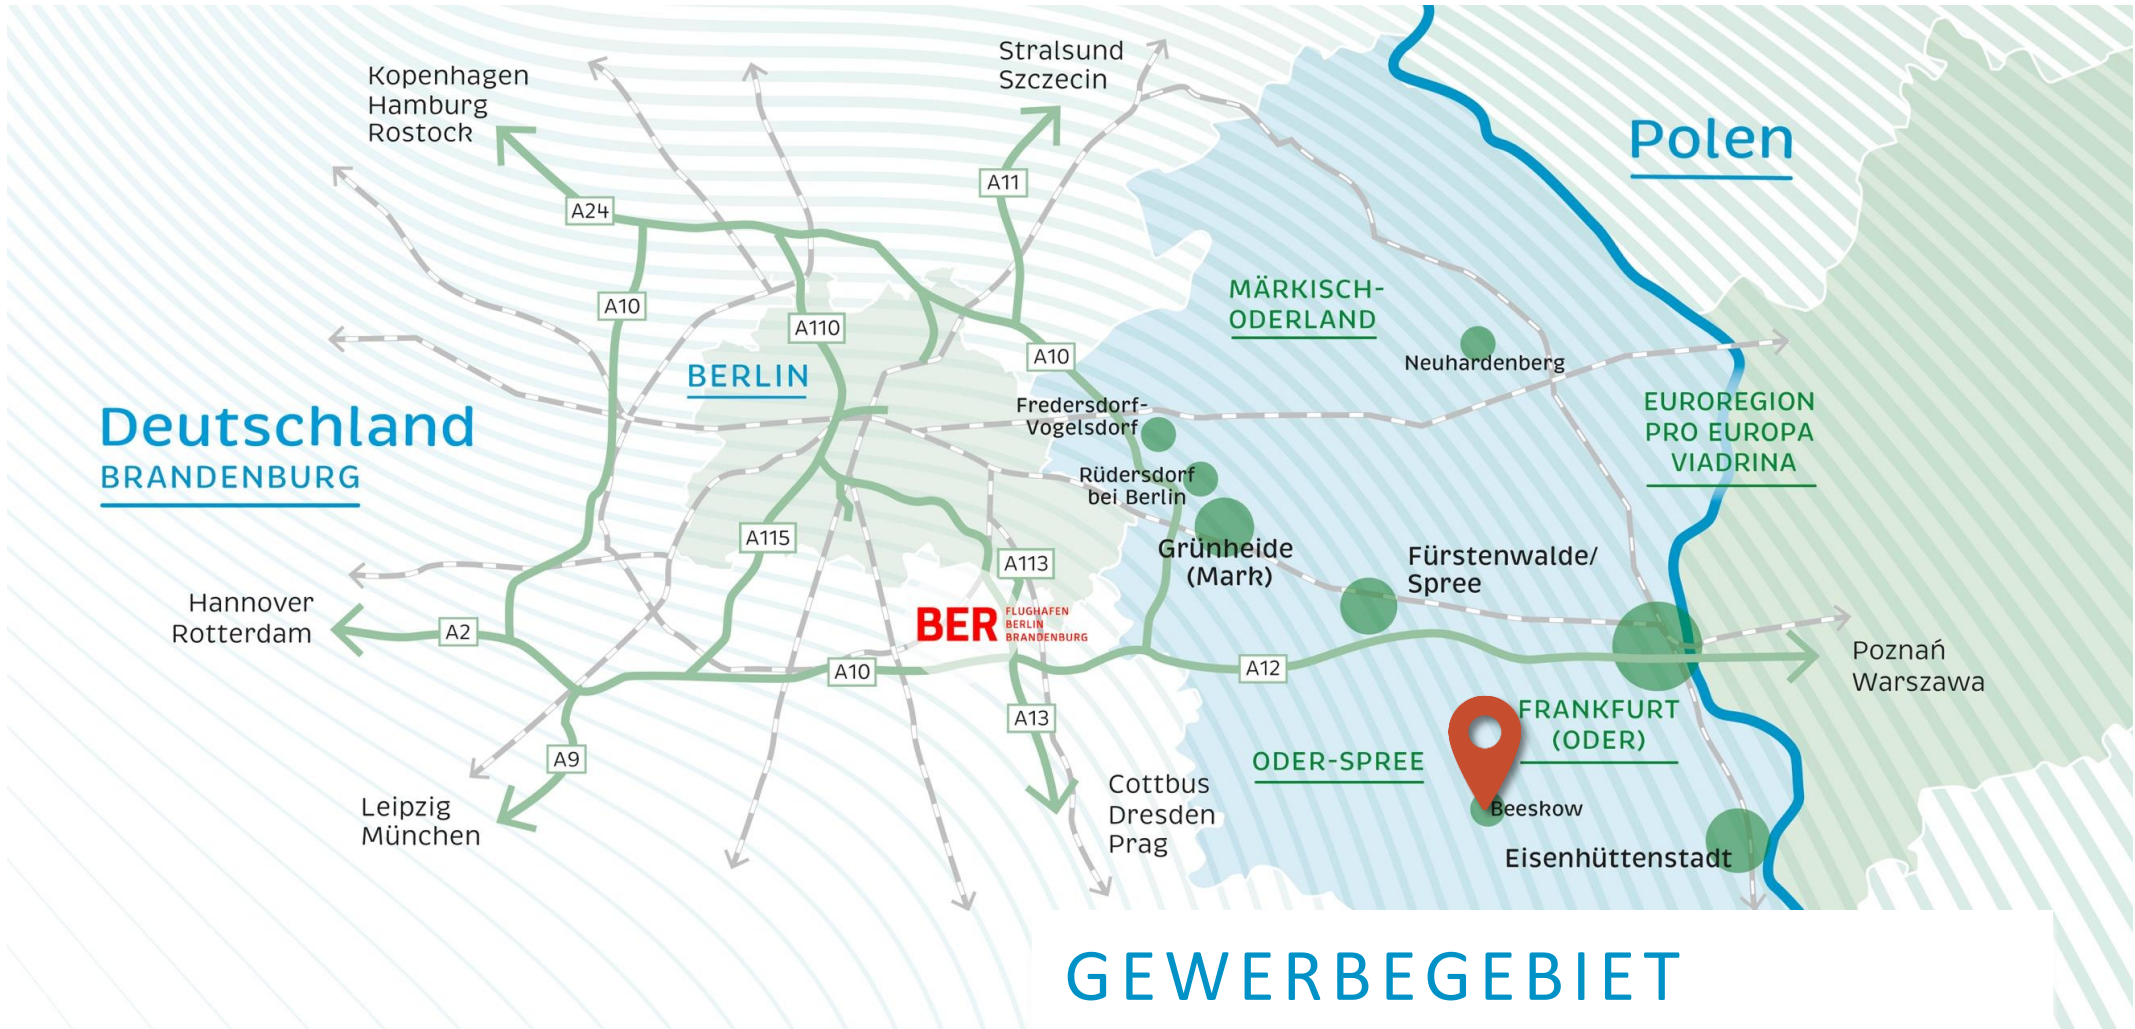 Kopenhagen
Hamburg
Rostock
Stralsund
Szczecin
Polen
A24
A11
A10
A110
A10
BERLIN
MÄRKISCH-
ODERLAND
Neuhardenberg
Deutschland
BRANDENBURG
Fredersdorf-
Vogelsdorf
EUROREGION
PRO EUROPA
VIADRINA
Rüdersdorf
bei Berlin
A115
A113
Grünheide
(Mark)
Fürstenwalde/
Spree
Hannover
Rotterdam
A2
BER
FLUGHAFEN
BERLIN
BRANDENBURG
A10
A12
Poznań
Warszawa
A13
A9
FRANKFURT
(ODER)
ODER-SPREE
Leipzig
München
Cottbus
Dresden
Prag
Beeskow
Eisenhüttenstadt
GEWERBEGEBIET